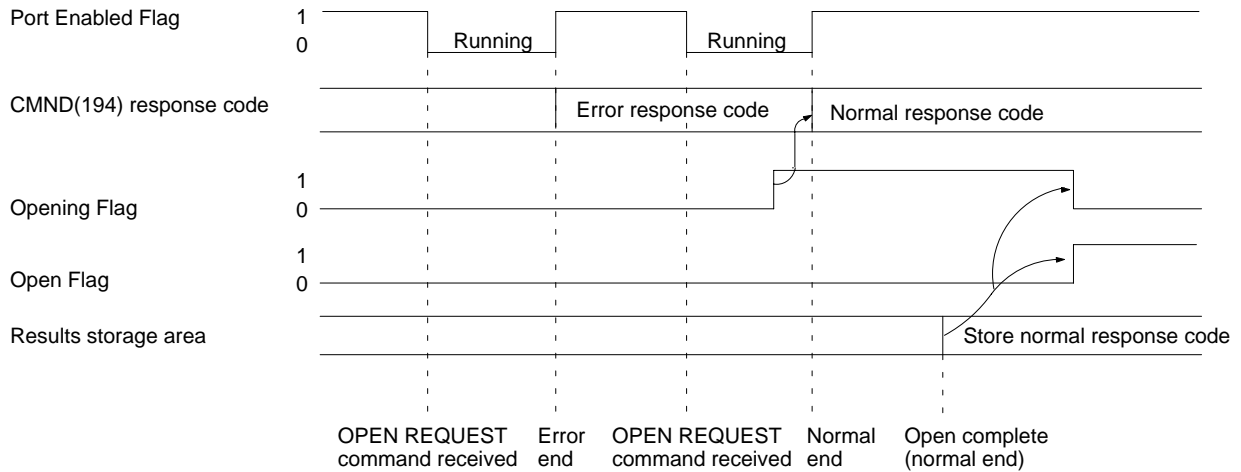 Port Enabled Flag
1
0
Running
Running
CMND(194) response code
Error response code
Normal response code
1
Opening Flag
0
1
Open Flag
0
Results storage area
Store normal response code
OPEN REQUEST
command received
Error
end
OPEN REQUEST
command received
Normal
end
Open complete
(normal end)